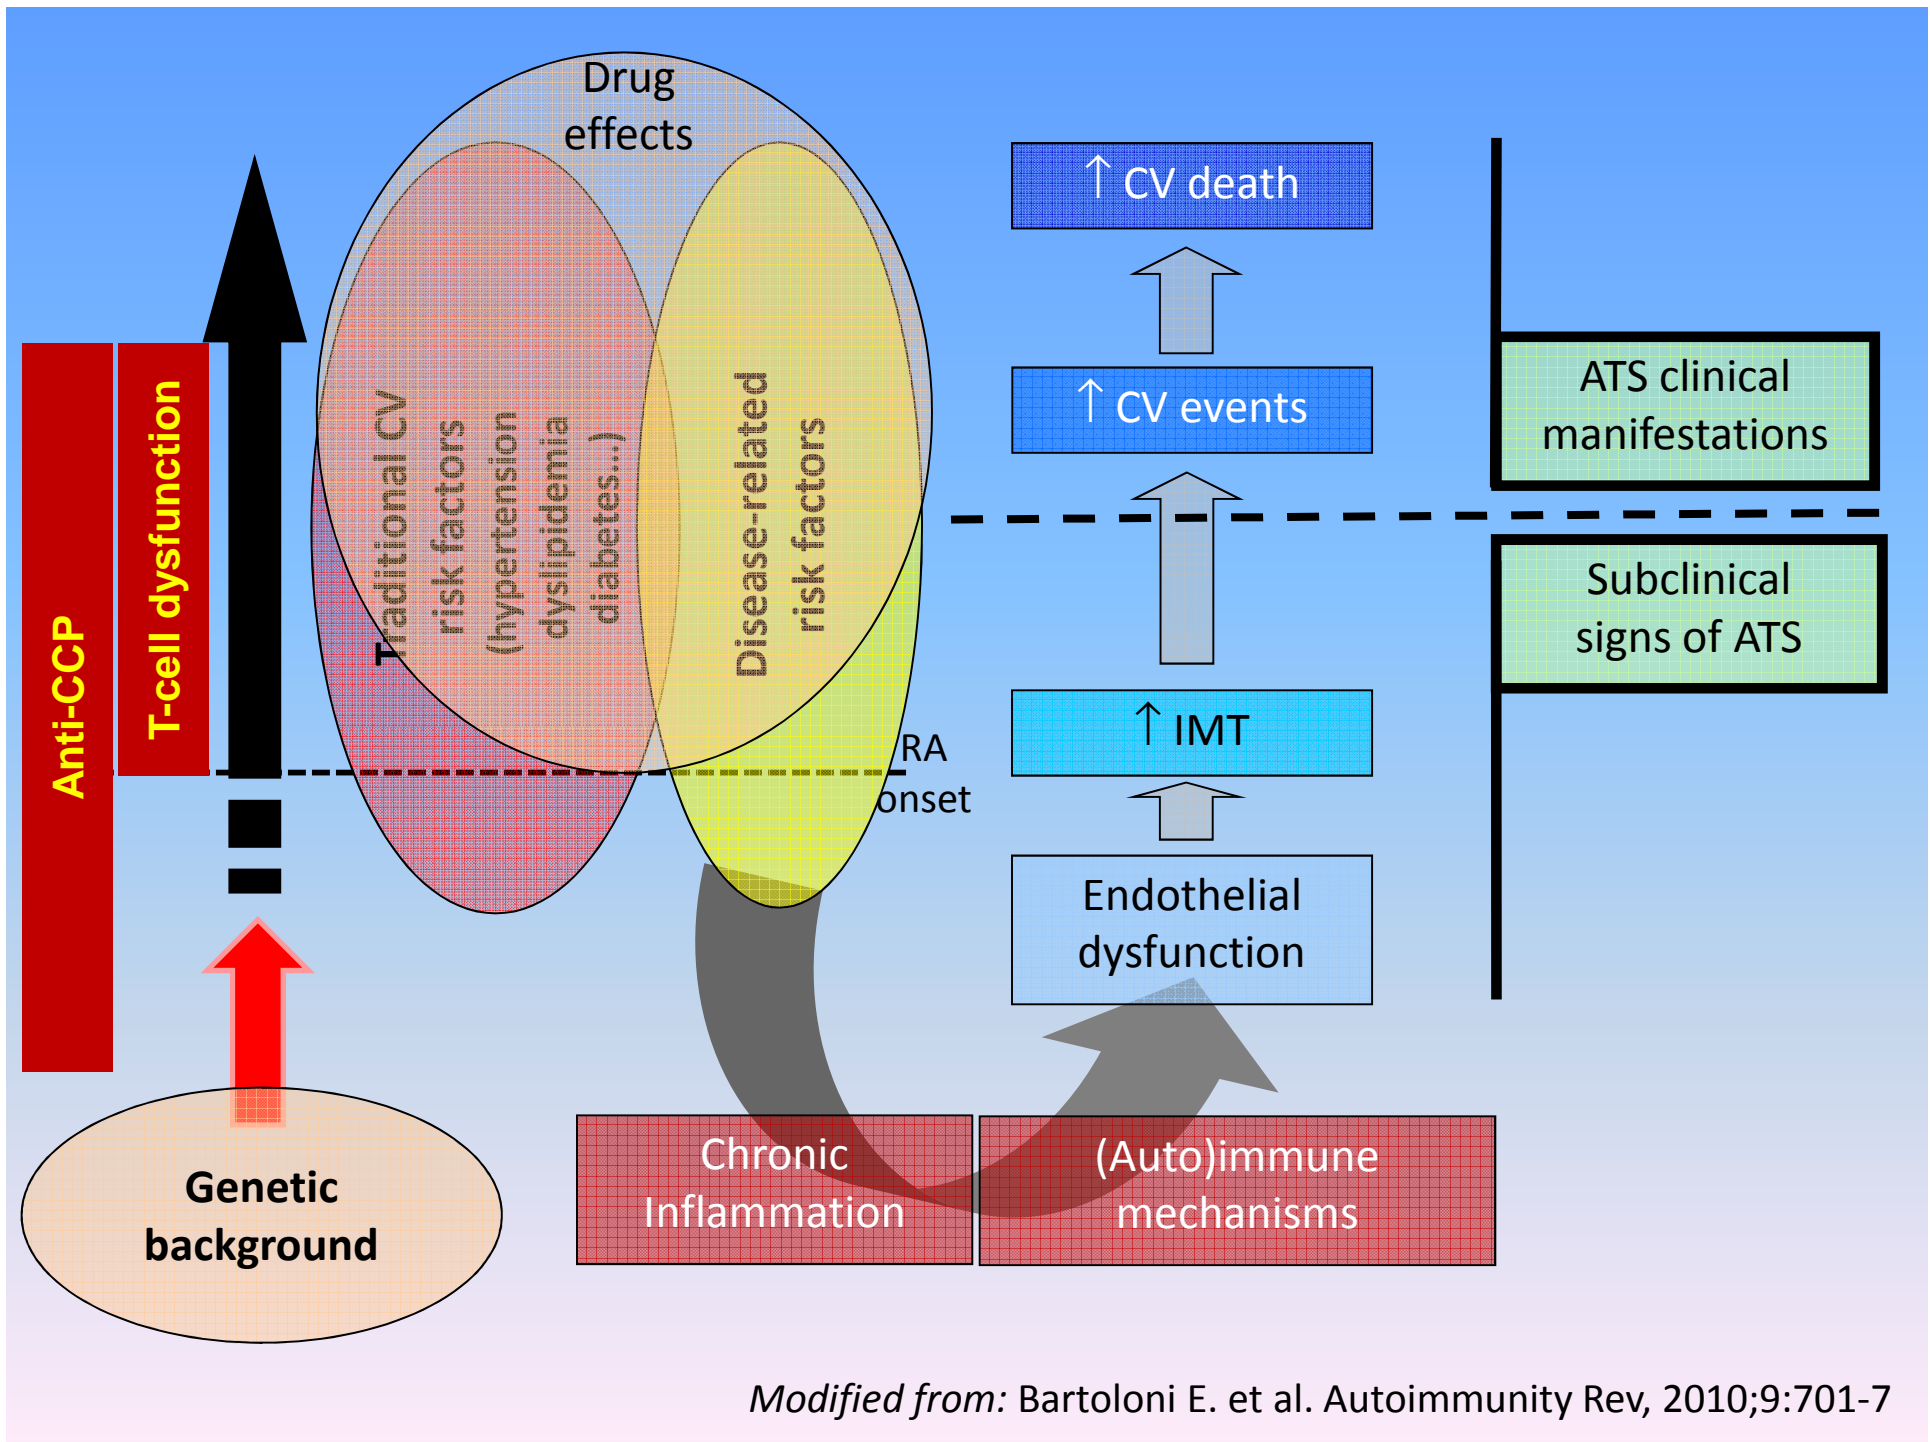 Drug
effects
Anti-CCP
T-cell dysfunction
Traditional CV
risk factors
(hypertension
dyslipidemia
diabetes...)
Disease-related
risk factors
RA
onset
Genetic
background
↑ CV death
↑ CV events
↑ IMT
Endothelial
dysfunction
Chronic
Inflammation
(Auto)immune
mechanisms
ATS clinical
manifestations
Subclinical
signs of ATS
Modified from: Bartoloni E. et al. Autoimmunity Rev, 2010;9:701-7